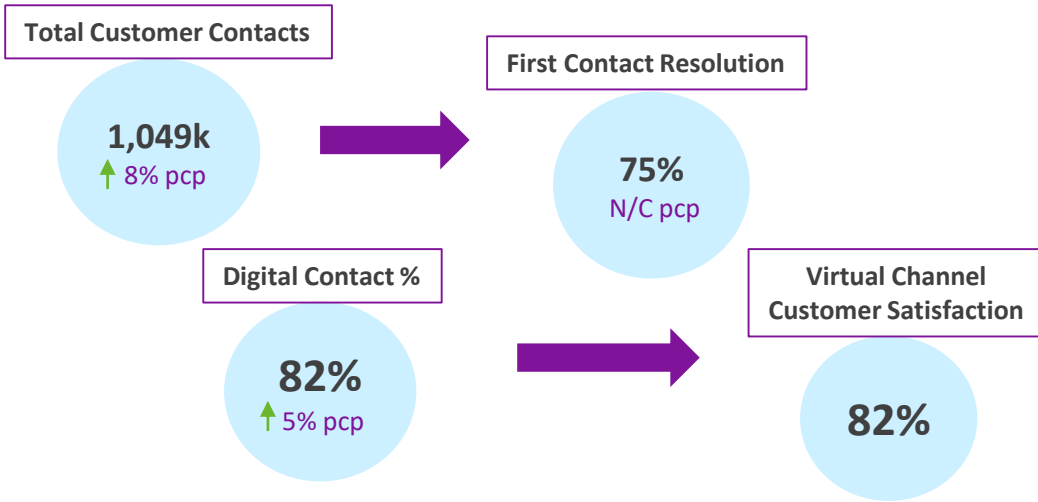 Total Customer Contacts
1,049k
8% pcp
First Contact Resolution
75%
N/C pcp
Digital Contact %
82%
5% pcp
Virtual Channel
Customer Satisfaction
82%